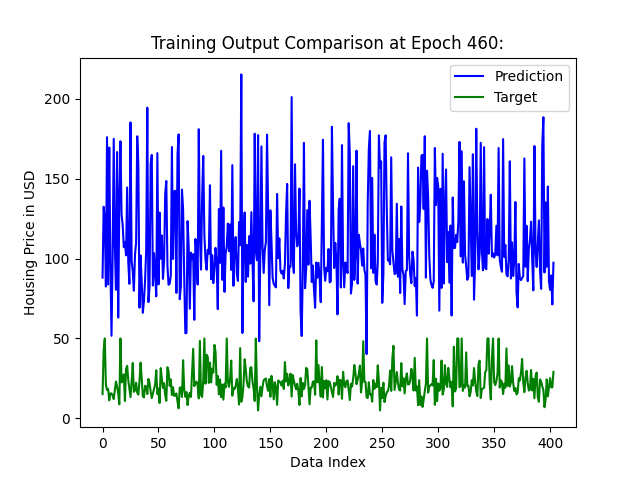 Training Output Comparison at Epoch 460:
Prediction
Target
Housing Price in USD
200
150
100
50
0
0 50 100 150 200 250 300 350 400
Data Index